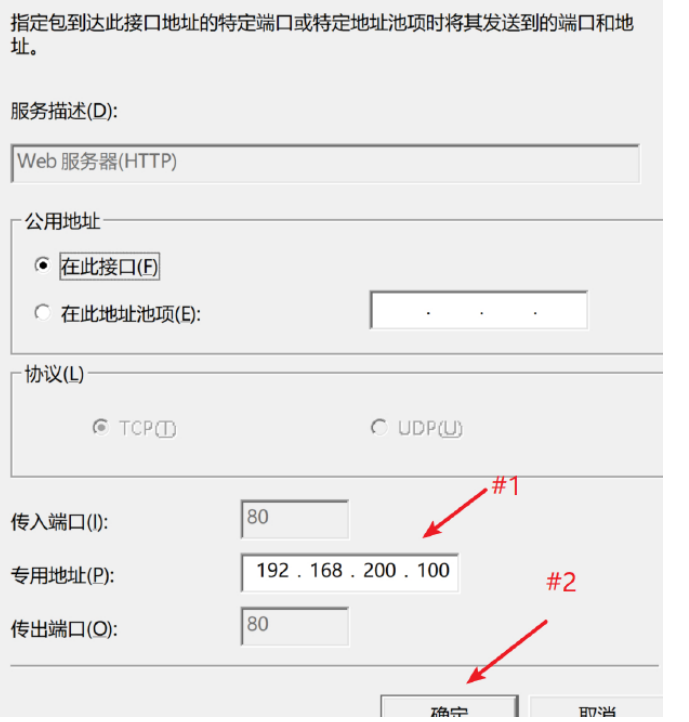 指定包到达此接口地址的特定端口或特定地址池项时将其发送到的端口和地
址。
服务描述(D):
Web 服务器(HTTP)
公用地址
在此接口(F)
在此地址池项(E): . . .
协议(L)
TCP(T) UDP(U)
#1
传入端口(I): 80
专用地址(P): 192 . 168 . 200 . 100
#2
传出端口(O): 80
确定 取消